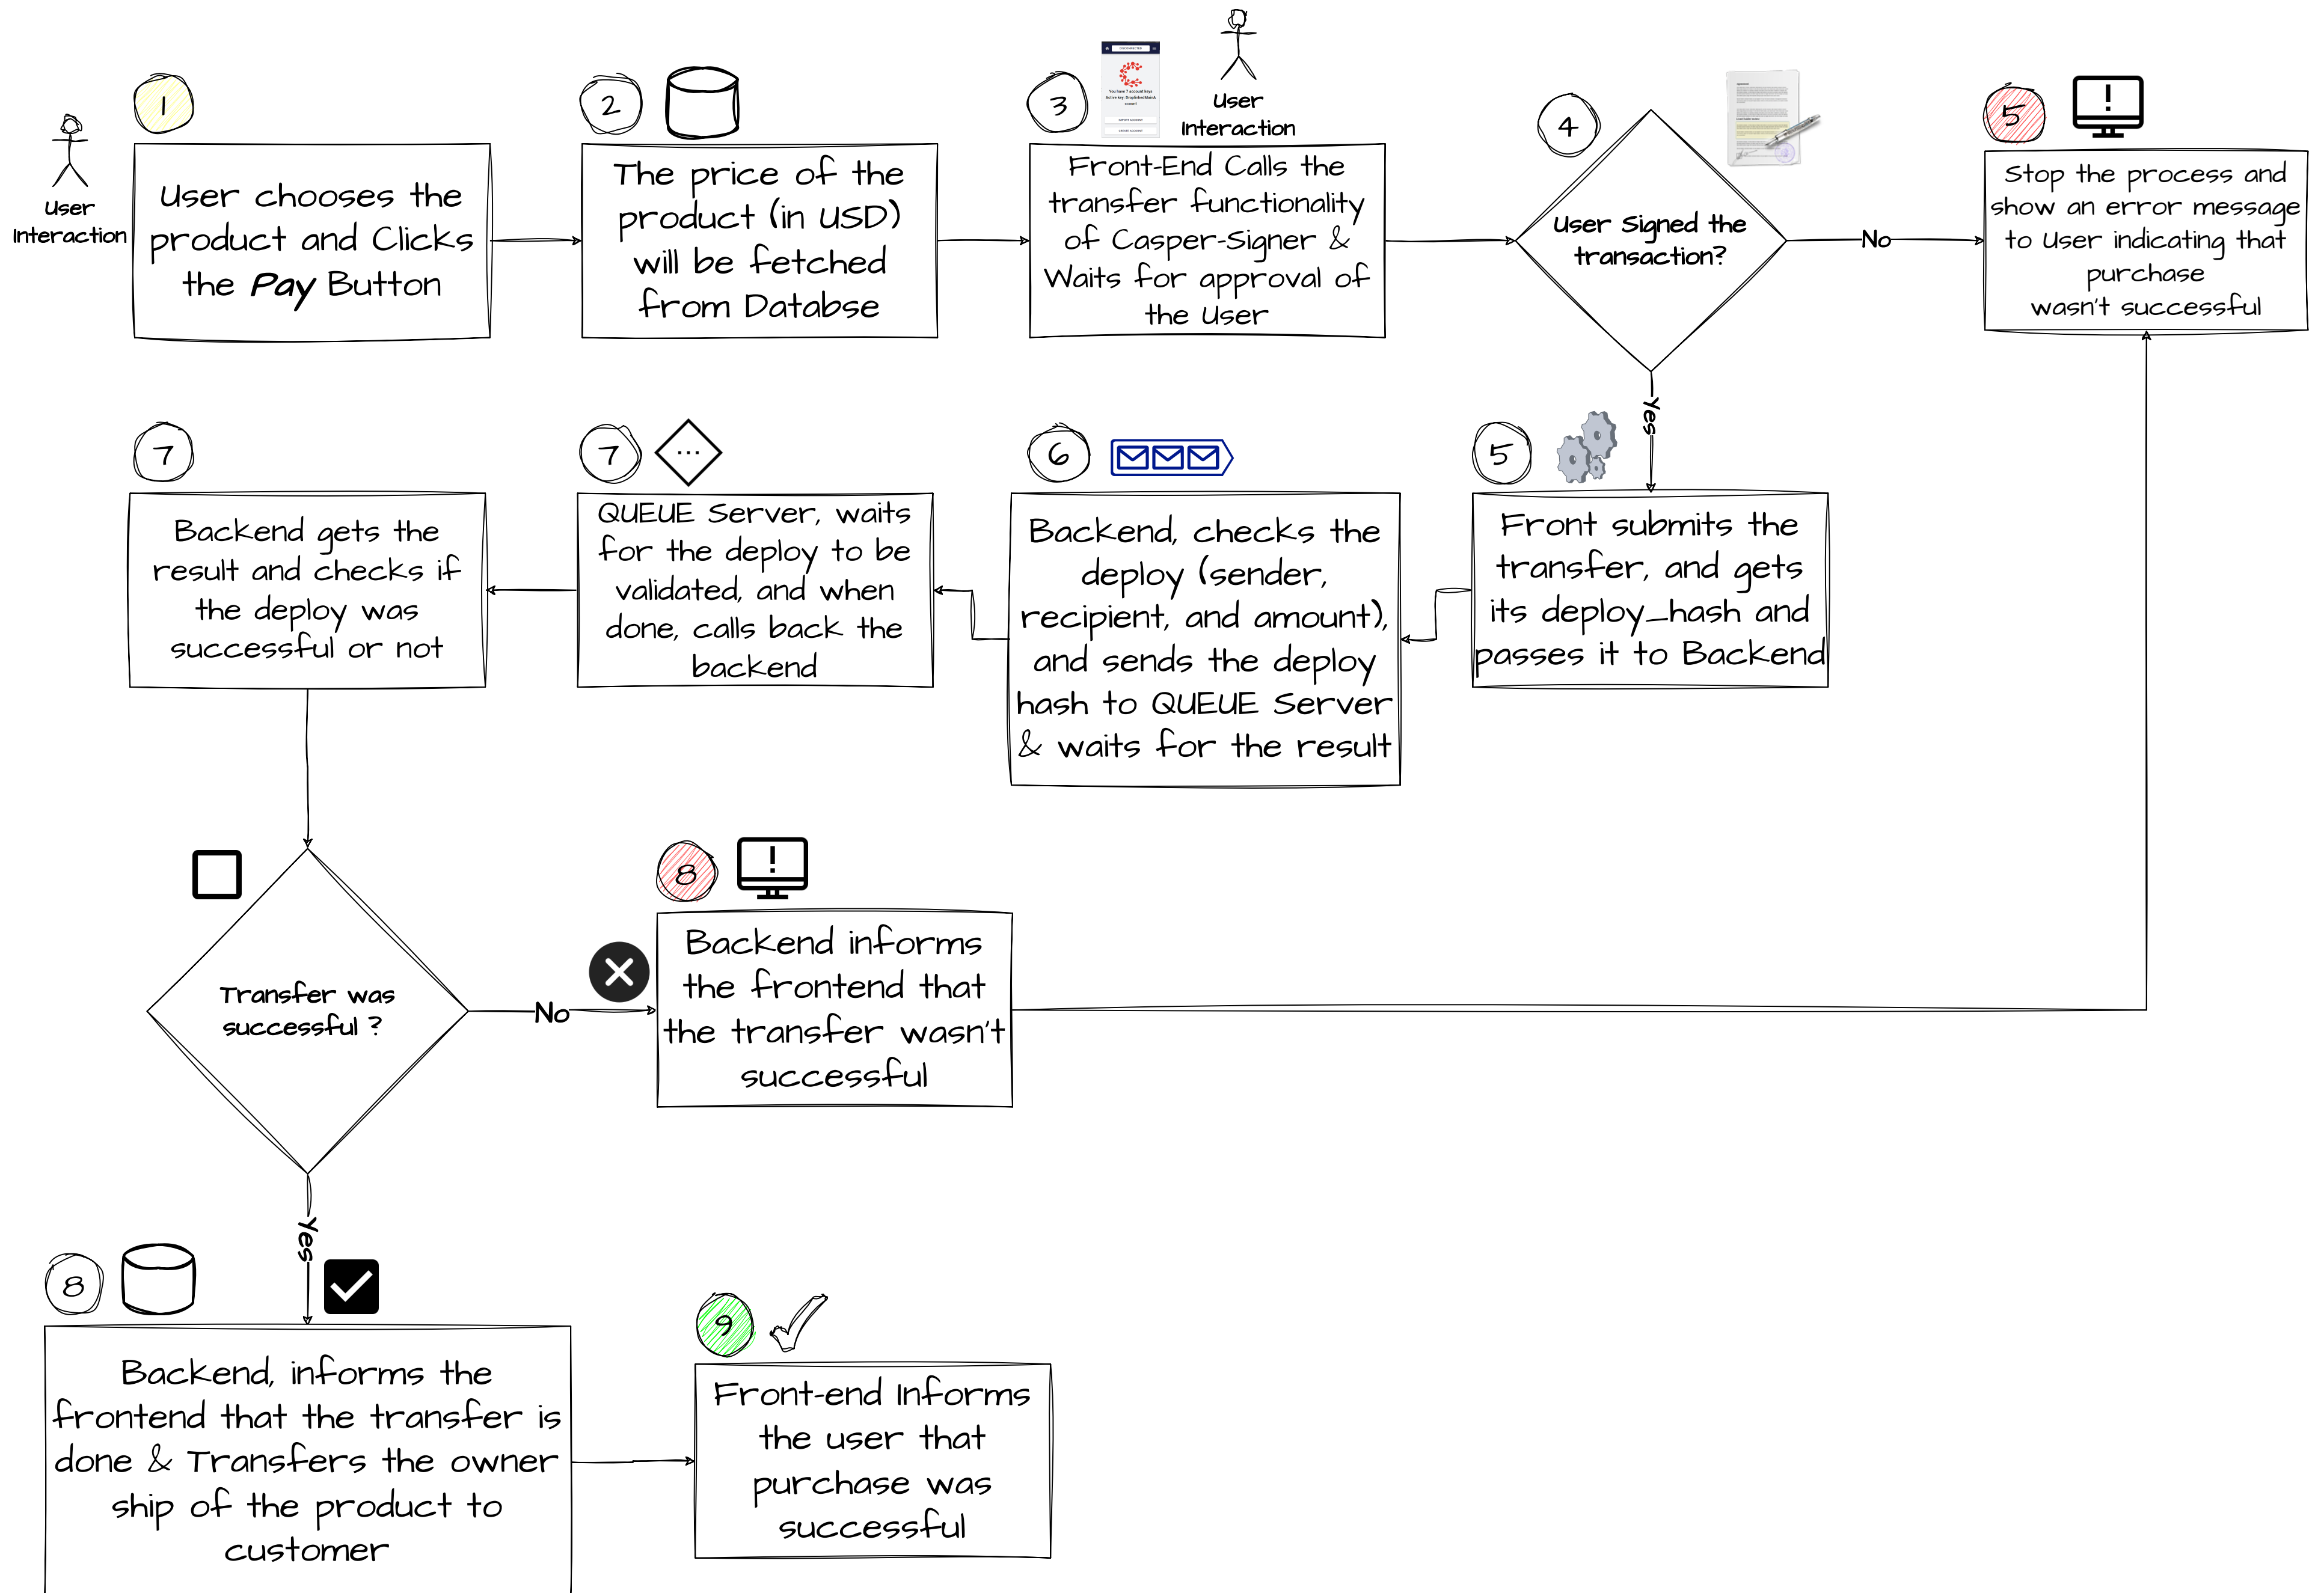 1
User
Interaction
User chooses the
product and Clicks
the Pay Button
2
The price of the
product (in USD)
will be fetched
from Databse
3
You have 7 account keys
User
Interaction
Front-End Calls the
transfer functionality
of Casper-Signer &
Waits for approval of
the User
4
User Signed the
transaction?
No
Yes
5
Stop the process and
show an error message
to User indicating that
purchase
wasn't successful
5
Front submits the
transfer, and gets
its deploy_hash and
passes it to Backend
6
Backend, checks the
deploy (sender,
recipient, and amount),
and sends the deploy
hash to QUEUE Server
& waits for the result
7
...
QUEUE Server, waits
for the deploy to be
validated, and when
done, calls back the
backend
7
Backend gets the
result and checks if
the deploy was
successful or not
Transfer was
successful ?
No
8
Backend informs
the frontend that
the transfer wasn't
successful
Yes
8
Backend, informs the
frontend that the transfer is
done & Transfers the owner
ship of the product to
customer
9
Front-end Informs
the user that
purchase was
successful